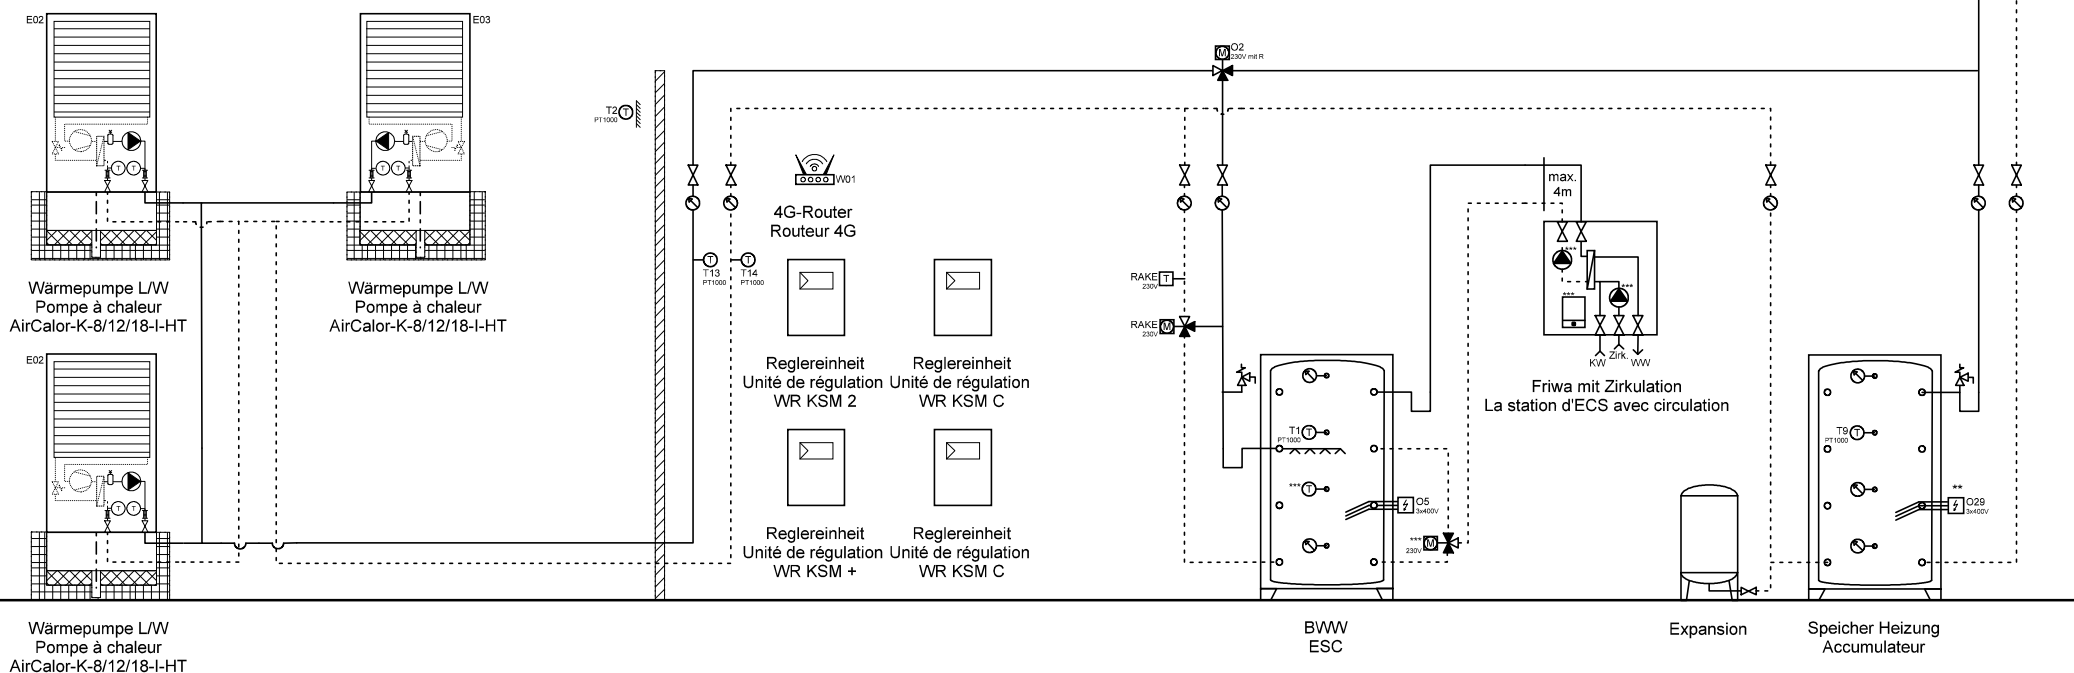 E02
E03
T
T
T
T
Wärmepumpe L/W
Pompe à chaleur
AirCalor-K-8/12/18-I-HT
Wärmepumpe L/W
Pompe à chaleur
AirCalor-K-8/12/18-I-HT
E02
T
T
Wärmepumpe L/W
Pompe à chaleur
AirCalor-K-8/12/18-I-HT
T2
PT1000
T
T
T13
PT1000
T
T14
PT1000
W01
4G-Router
Routeur 4G
Reglereinheit
Unité de régulation
WR KSM 2
Reglereinheit
Unité de régulation
WR KSM C
Reglereinheit
Unité de régulation
WR KSM +
Reglereinheit
Unité de régulation
WR KSM C
M
O2
230V mit R
RAKE
230V
T
RAKE
230V
M
T1
PT1000
T
***
T
O5
3x400V
***
230V
M
BWW
ESC
max.
4m
***
***
***
KW
Zirk.
WW
Friwa mit Zirkulation
La station d'ECS avec circulation
Expansion
T9
PT1000
T
**
O29
3x400V
Speicher Heizung
Accumulateur